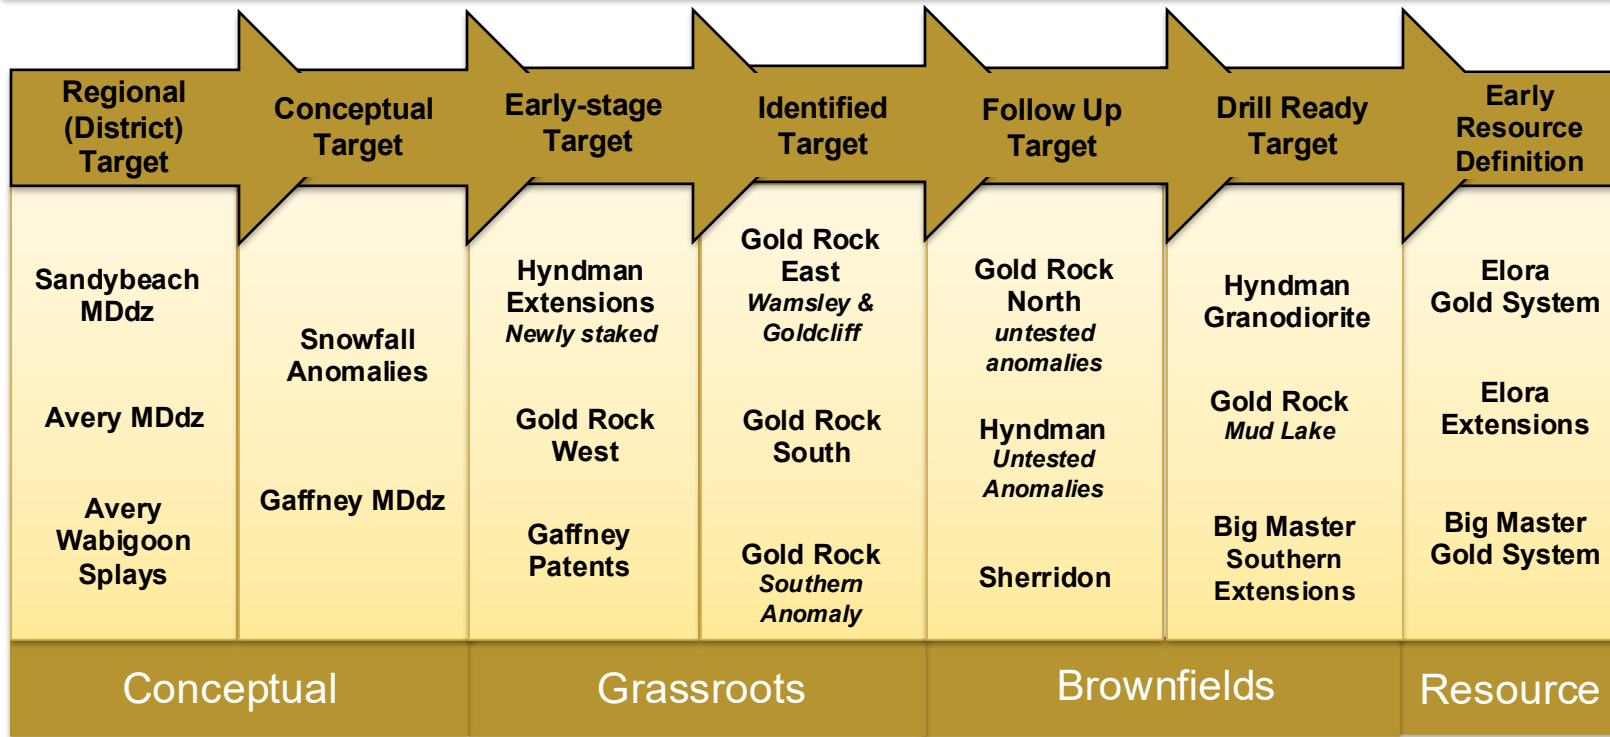 Regional
(District)
Target
Conceptual
Target
Early-stage
Target
Identified
Target
Follow Up
Target
Drill Ready
Target
Early
Resource
Definition
Sandybeach
MDdz
Avery MDdz
Avery
Wabigoon
Splays
Snowfall
Anomalies
Gaffney MDdz
Hyndman
Extensions
Newly staked
Gold Rock
West
Gaffney
Patents
Gold Rock
East
Wamsley &
Goldcliff
Gold Rock
South
Gold Rock
Southern
Anomaly
Gold Rock
North
untested
anomalies
Hyndman
Untested
Anomalies
Sherridon
Hyndman
Granodiorite
Gold Rock
Mud Lake
Big Master
Southern
Extensions
Elora
Gold System
Elora
Extensions
Big Master
Gold System
Conceptual
Grassroots
Brownfields
Resource